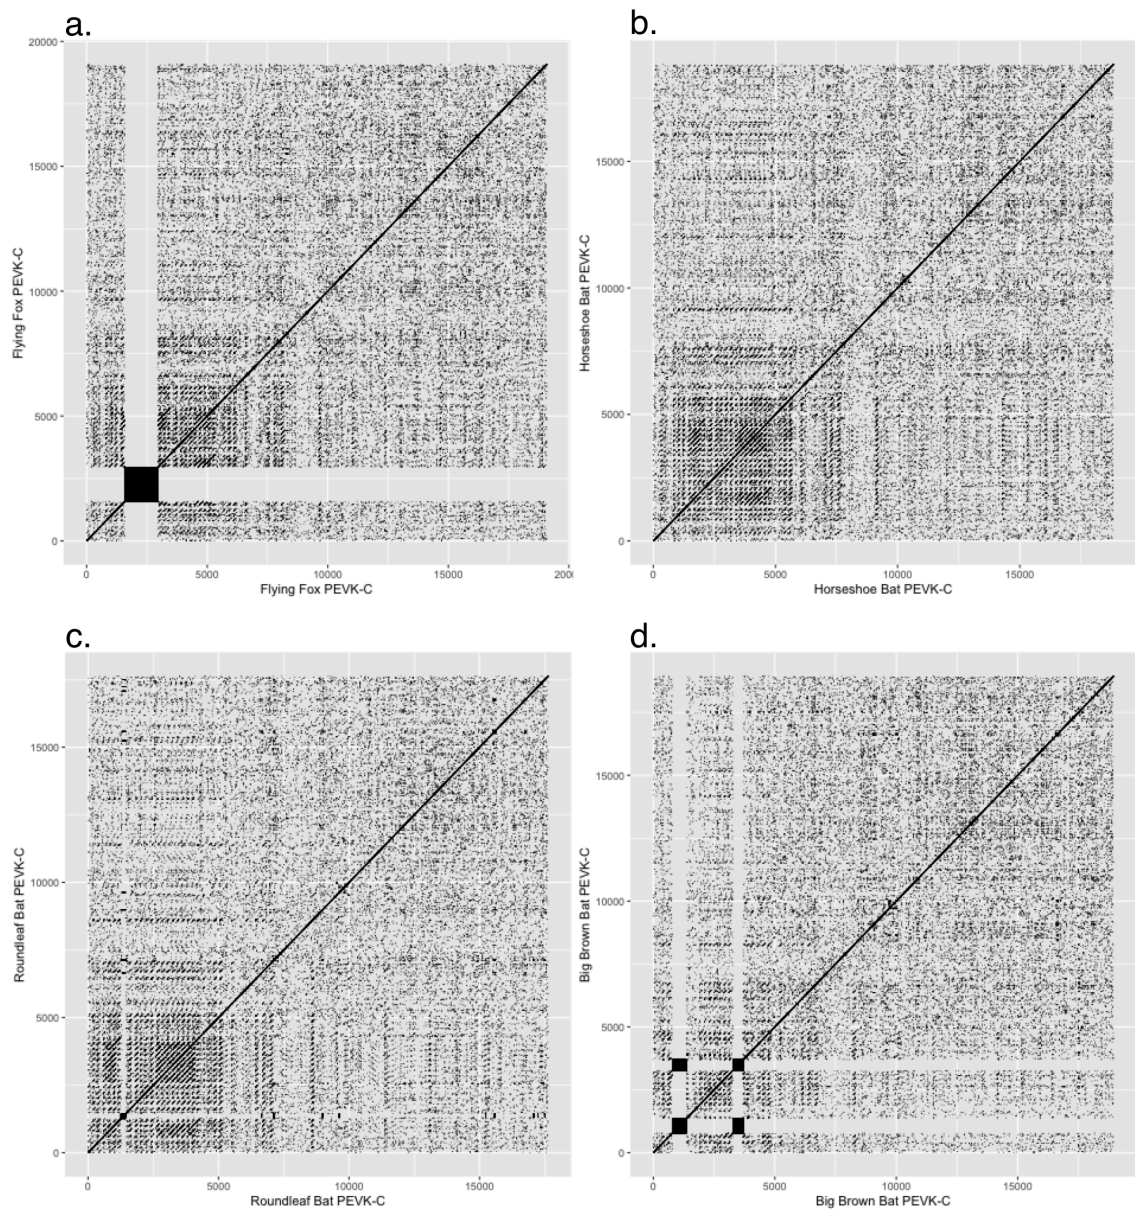 a.
20000
15000
10000
5000
0
Flying Fox PEVK-C
0 5000 10000 15000 2000
Flying Fox PEVK-C
b.
15000
10000
5000
0
Horseshoe Bat PEVK-C
0 5000 10000 15000
Horseshoe Bat PEVK-C
c.
15000
10000
5000
0
Roundleaf Bat PEVK-C
0 5000 10000 15000
Roundleaf Bat PEVK-C
d.
15000
10000
5000
0
Big Brown Bat PEVK-C
0 5000 10000 15000
Big Brown Bat PEVK-C